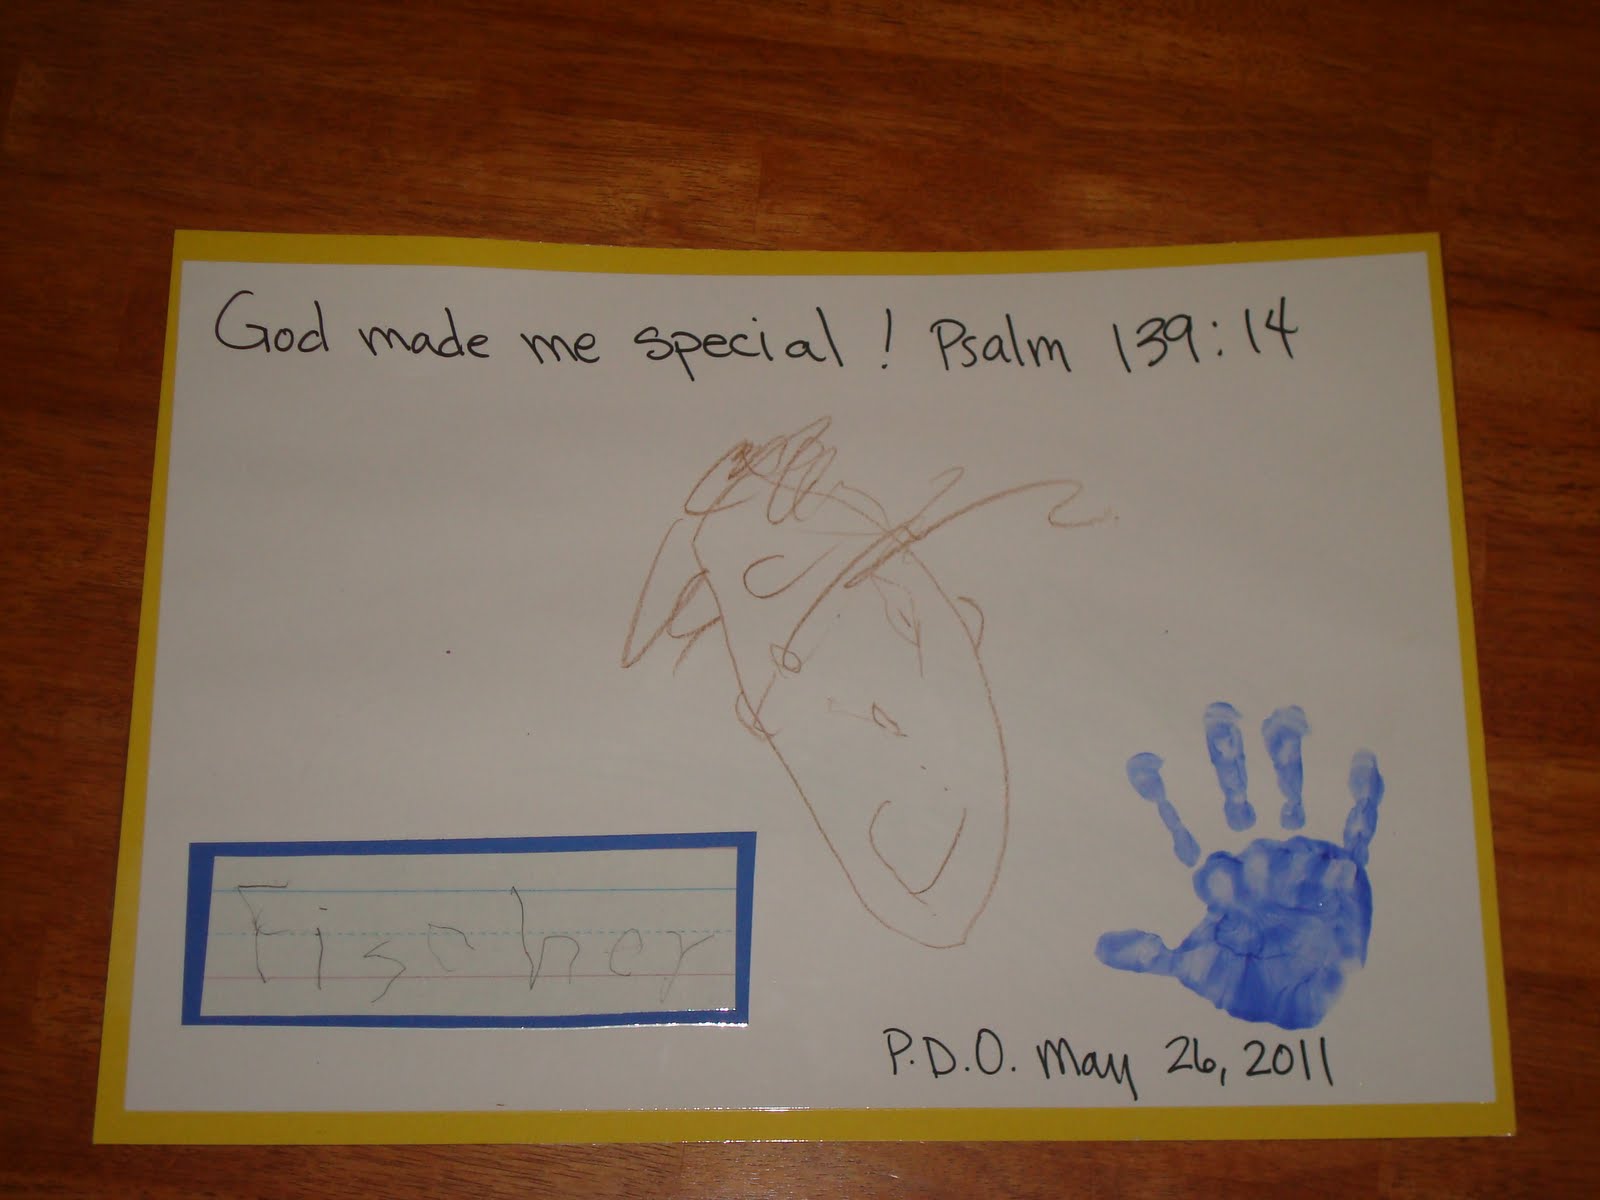 God made me special! Psalm 139:14
Fischer
P.D.O. May 26, 2011